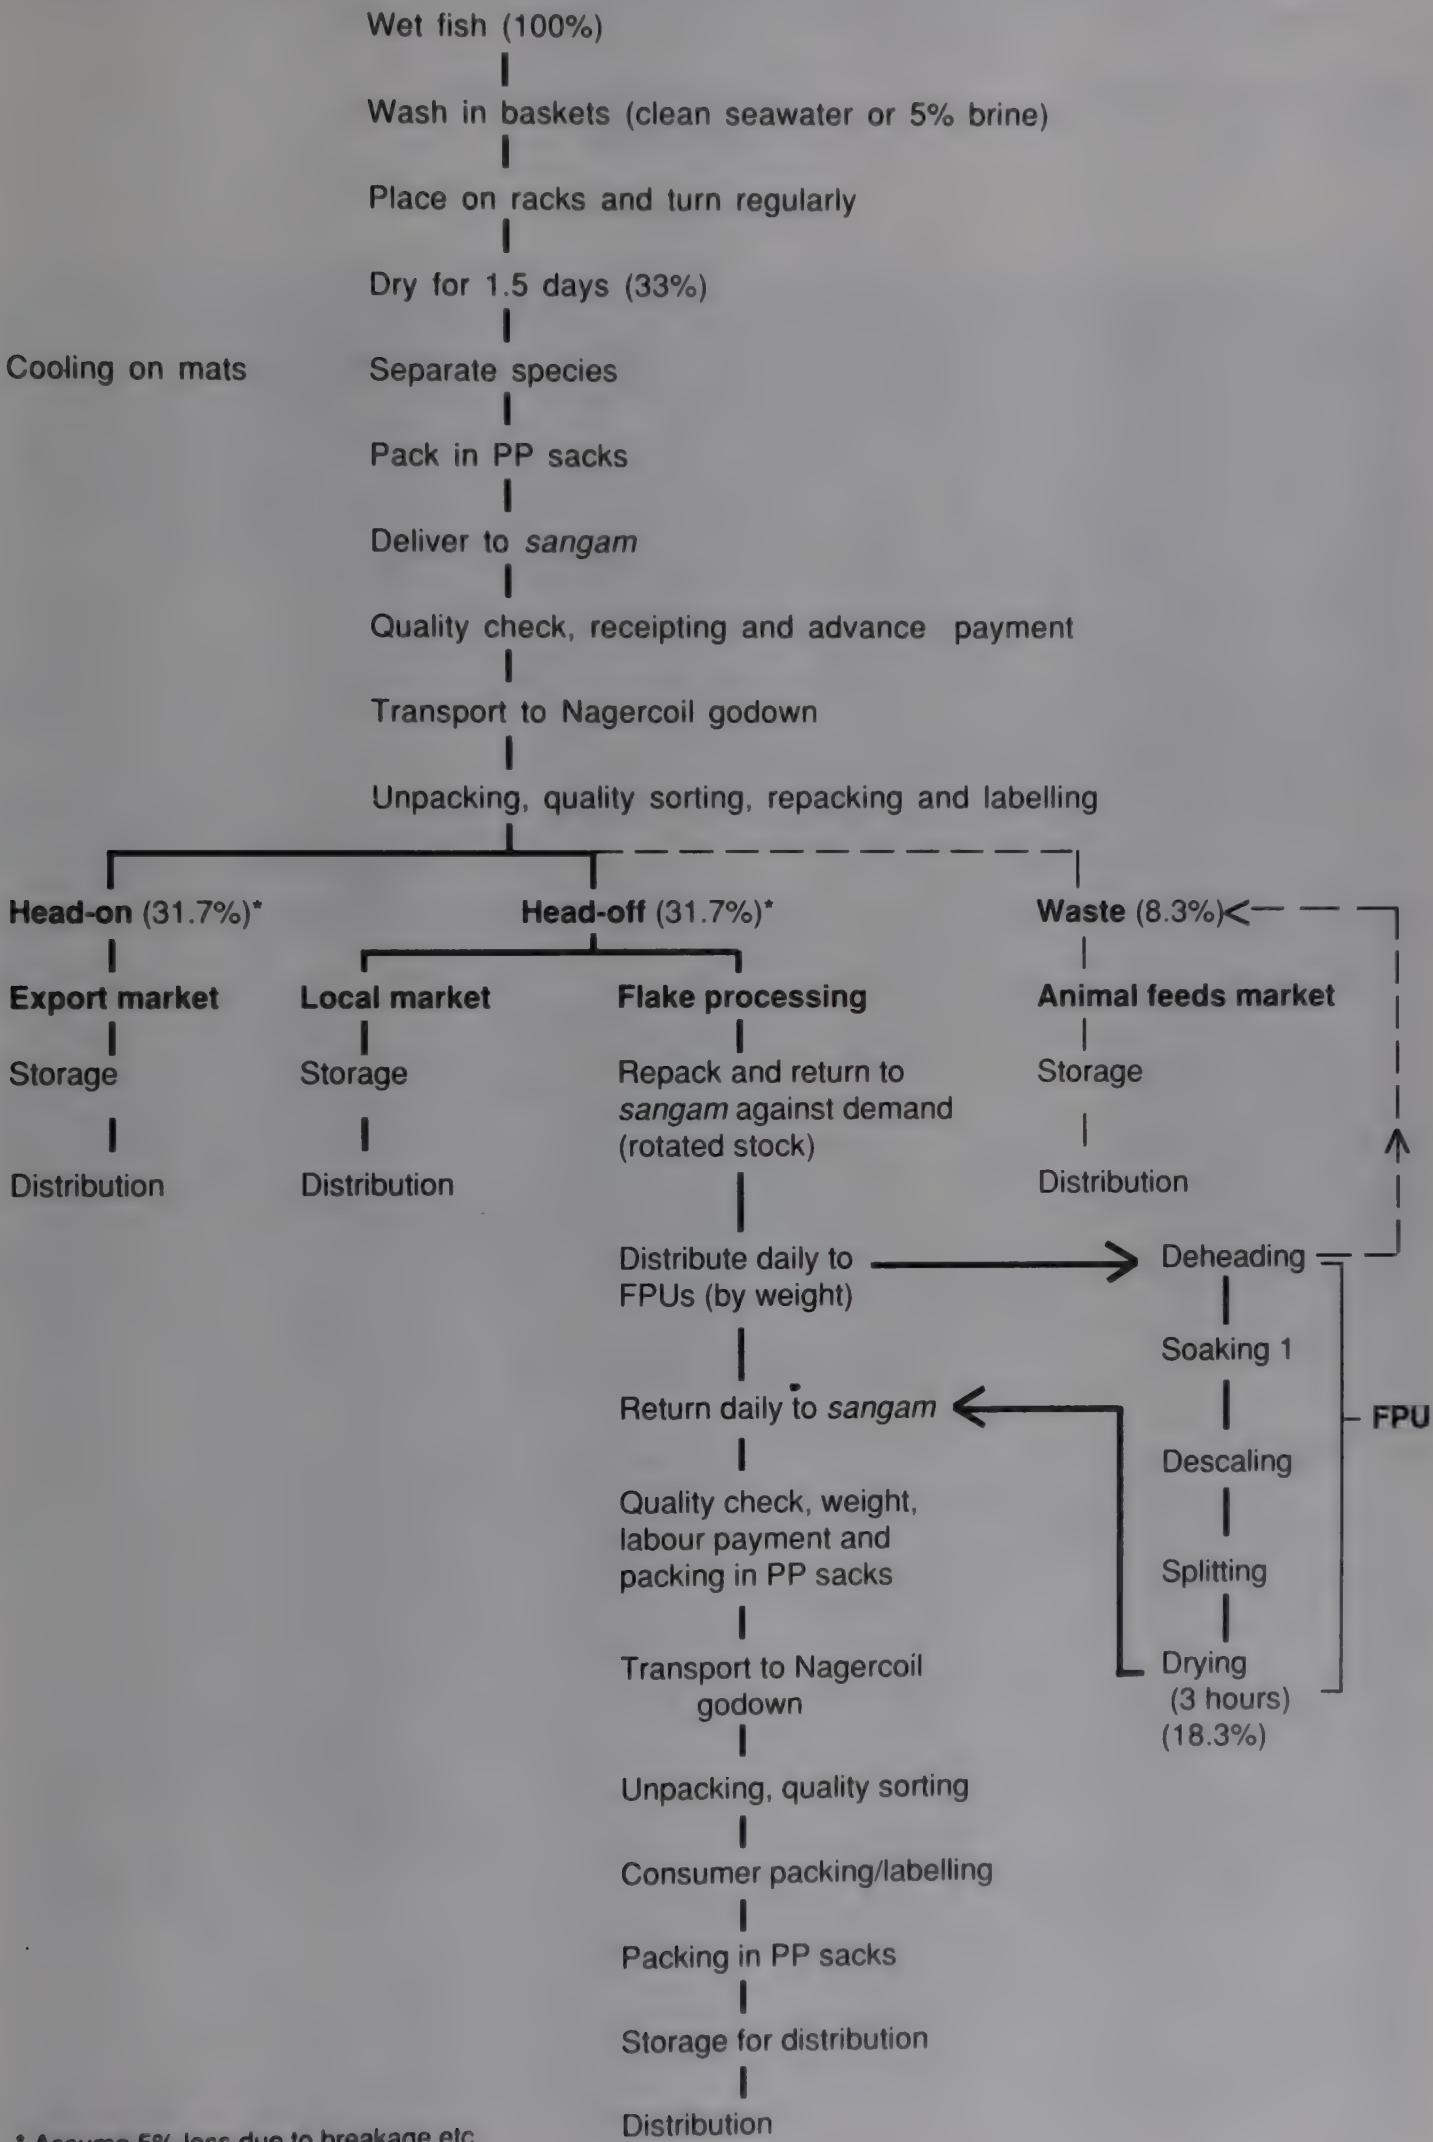 Wet fish (100%)
Wash in baskets (clean seawater or 5% brine)
Place on racks and turn regularly
Dry for 1.5 days (33%)
Cooling on mats
Separate species
Pack in PP sacks
Deliver to sangam
Quality check, receipting and advance payment
Transport to Nagercoil godown
Unpacking, quality sorting, repacking and labelling
Head-on (31.7%)*
Head-off (31.7%)*
Waste (8.3%)
Export market
Local market
Flake processing
Animal feeds market
Storage
Storage
Repack and return to
sangam against demand
(rotated stock)
Storage
Distribution
Distribution
Distribution
Distribute daily to
FPUs (by weight)
Deheading
Soaking 1
Return daily to sangam
FPU
Descaling
Quality check, weight,
labour payment and
packing in PP sacks
Splitting
Drying
(3 hours)
(18.3%)
Transport to Nagercoil
godown
Unpacking, quality sorting
Consumer packing/labelling
Packing in PP sacks
Storage for distribution
Distribution
* Assume 5% loss due to breakage etc